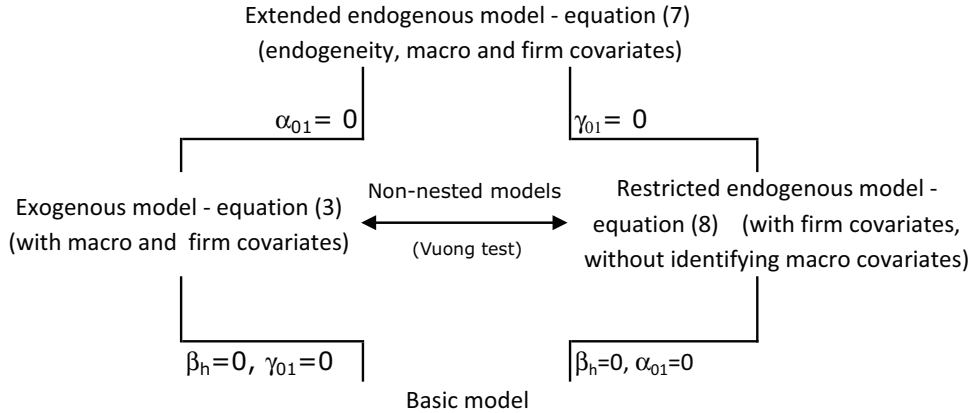 Extended endogenous model - equation (7)
(endogeneity, macro and firm covariates)
α01= 0
γ01= 0
Exogenous model - equation (3)
(with macro and firm covariates)
Non-nested models
(Vuong test)
Restricted endogenous model -
equation (8) (with firm covariates,
without identifying macro covariates)
βh=0, γ01=0
βh=0, α01=0
Basic model